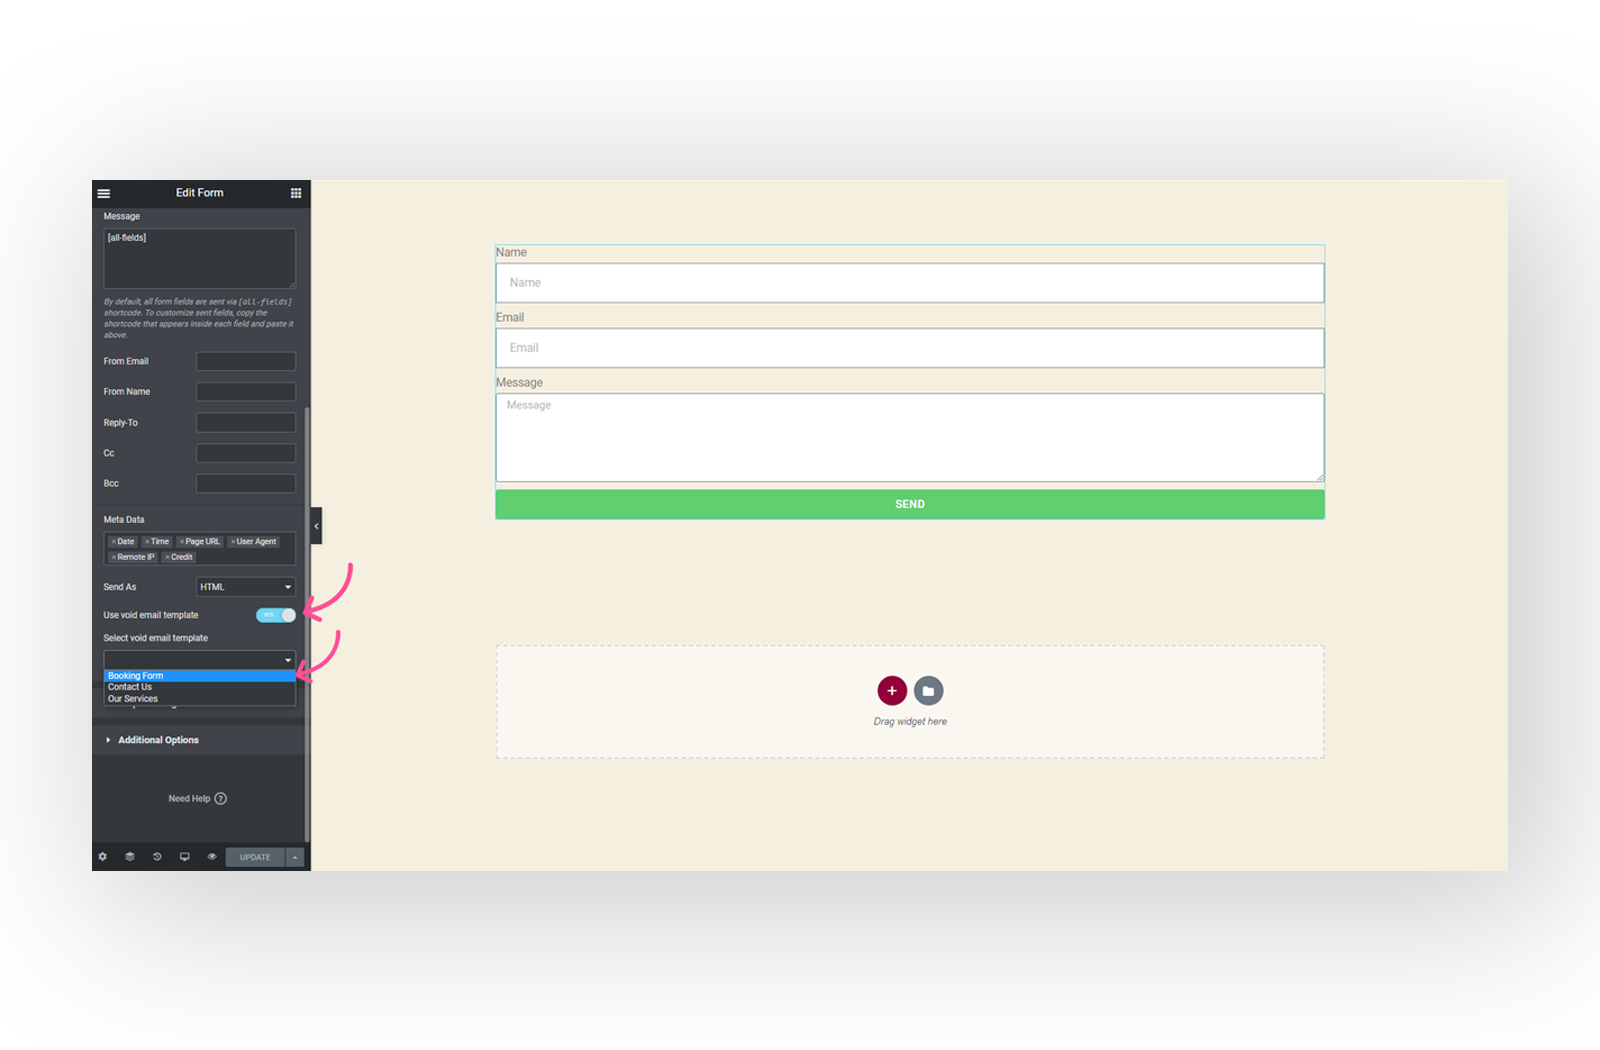 Edit Form
Message
[all-fields]
By default, all form fields are sent via [all-fields]
shortcode. To customize sent fields, copy the
shortcode that appears inside each field and paste it
above.
From Email
From Name
Reply-To
Cc
Bcc
Meta Data
×Date ×Time ×Page URL ×User Agent
×Remote IP ×Credit
Send As HTML
Use void email template YES
Select void email template
Booking Form
Contact Us
Our Services
Additional Options
Need Help ?
UPDATE
Name
Name
Email
Email
Message
Message
SEND
Drag widget here